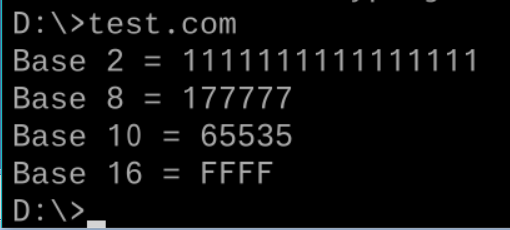 D:\>test.com
Base 2 = 1111111111111111
Base 8 = 177777
Base 10 = 65535
Base 16 = FFFF
D:\>